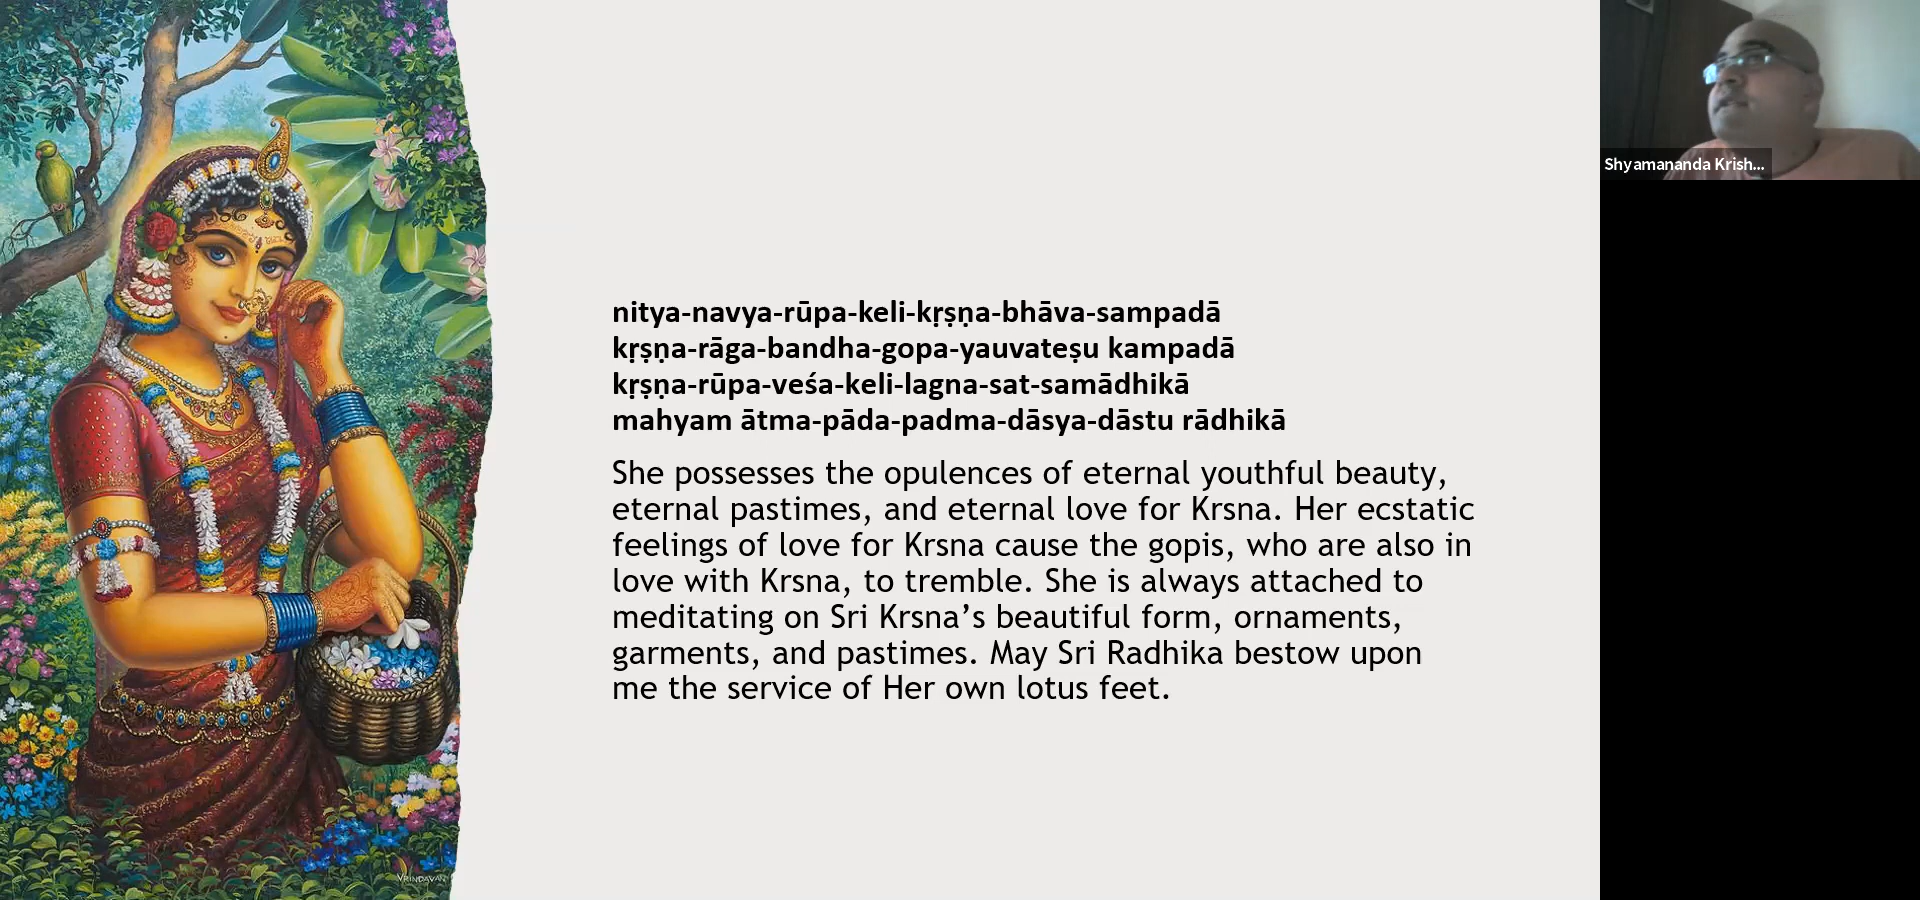 nitya-navya-rūpa-keli-kṛṣṇa-bhāva-sampadā
kṛṣṇa-rāga-bandha-gopa-yauvateṣu kampadā
kṛṣṇa-rūpa-veśa-keli-lagna-sat-samādhikā
mahyam ātma-pāda-padma-dāsya-dāstu rādhikā
She possesses the opulences of eternal youthful beauty,
eternal pastimes, and eternal love for Krsna. Her ecstatic
feelings of love for Krsna cause the gopis, who are also in
love with Krsna, to tremble. She is always attached to
meditating on Sri Krsna’s beautiful form, ornaments,
garments, and pastimes. May Sri Radhika bestow upon
me the service of Her own lotus feet.
Shyamananda Krish...
VRINDAVAN